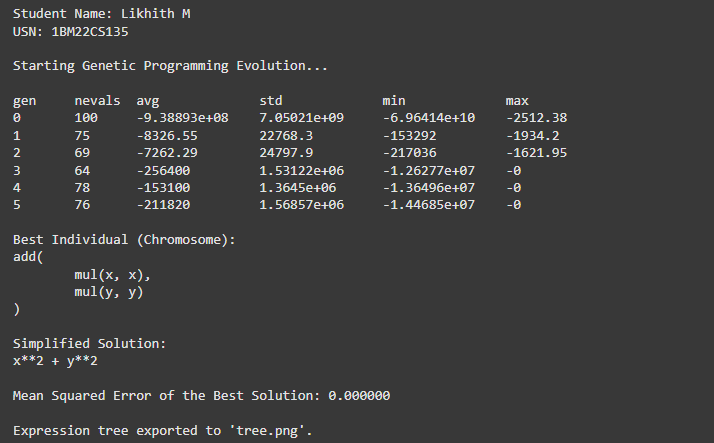 Student Name: Likhith M
USN: 1BM22CS135
Starting Genetic Programming Evolution...
gen nevals avg std min max
0 100 -9.38893e+08 7.05021e+09 -6.96414e+10 -2512.38
1 75 -8326.55 22768.3 -153292 -1934.2
2 69 -7262.29 24797.9 -217036 -1621.95
3 64 -256400 1.53122e+06 -1.26277e+07 -0
4 78 -153100 1.3645e+06 -1.36496e+07 -0
5 76 -211820 1.56857e+06 -1.44685e+07 -0
Best Individual (Chromosome):
add(
mul(x, x),
mul(y, y)
)
Simplified Solution:
x**2 + y**2
Mean Squared Error of the Best Solution: 0.000000
Expression tree exported to 'tree.png'.